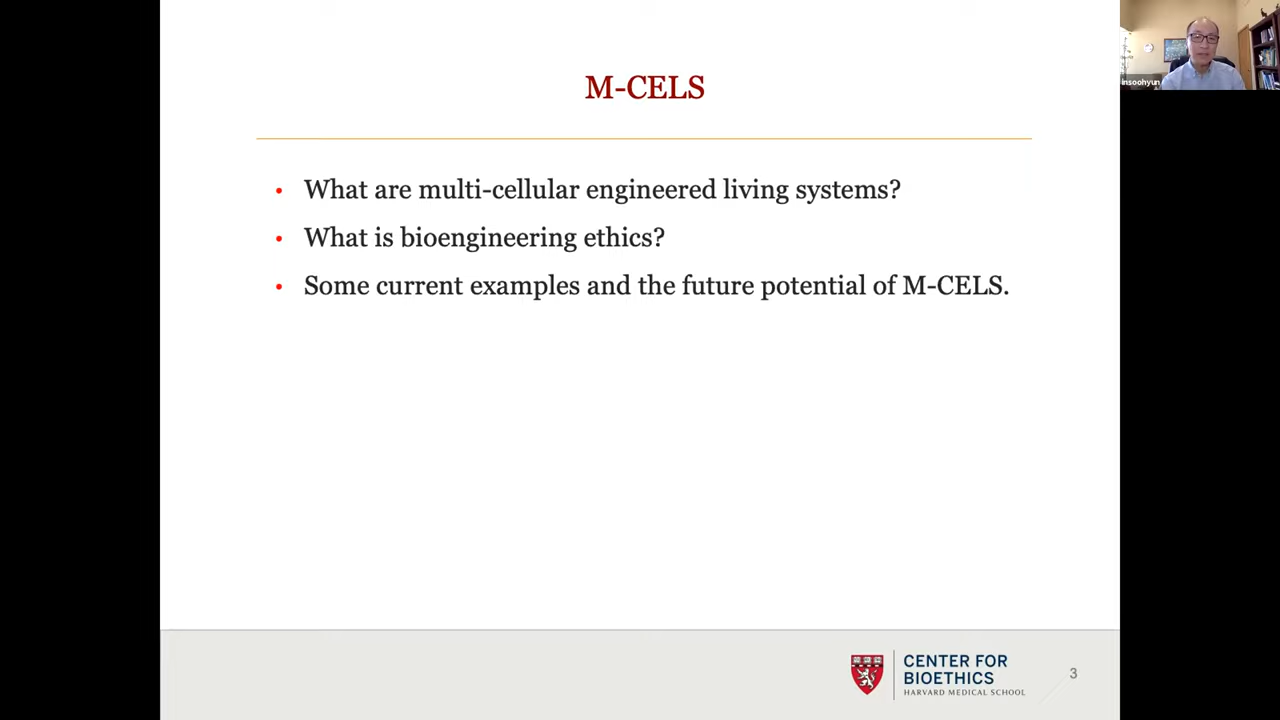 M-CELS
insoohyun
• What are multi-cellular engineered living systems?
• What is bioengineering ethics?
• Some current examples and the future potential of M-CELS.
CENTER FOR
BIOETHICS
HARVARD MEDICAL SCHOOL
3